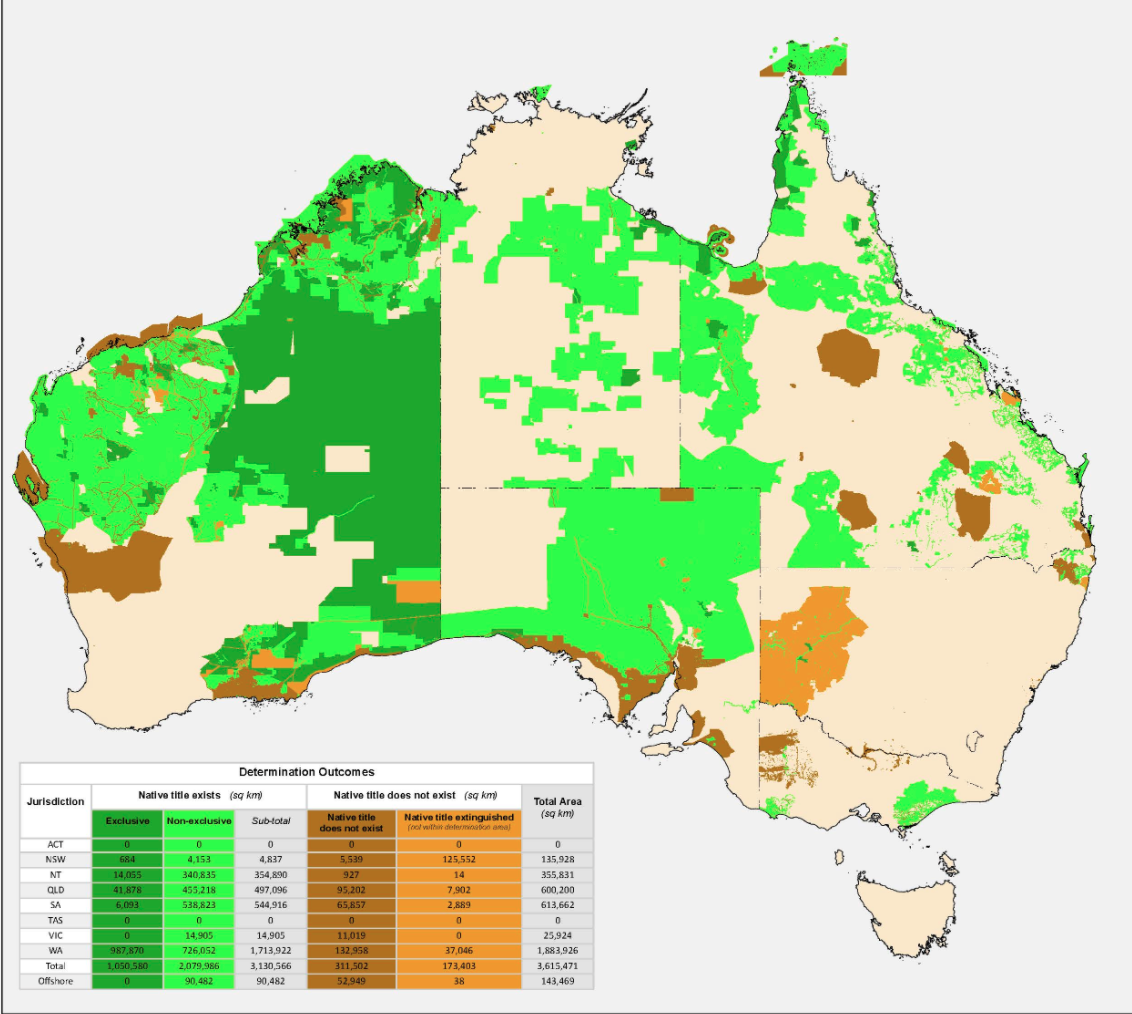 Determination Outcomes
Jurisdiction Native title exists (sq km) Native title does not exist (sq km) Total Area (sq km)
Exclusive Non-exclusive Sub-total Native title does not exist Native title extinguished (not within determination area)
ACT 0 0 0 0 0 0
NSW 684 4,153 4,837 5,539 125,552 135,928
NT 14,055 340,835 354,890 927 14 355,831
QLD 41,878 455,218 497,096 95,202 7,902 600,200
SA 6,093 538,823 544,916 65,857 2,889 613,662
TAS 0 0 0 0 0 0
VIC 0 14,905 14,905 11,019 0 25,924
WA 987,870 726,052 1,713,922 132,958 37,046 1,883,926
Total 1,050,580 2,079,986 3,130,566 311,502 173,403 3,615,471
Offshore 0 90,482 90,482 52,949 38 143,469